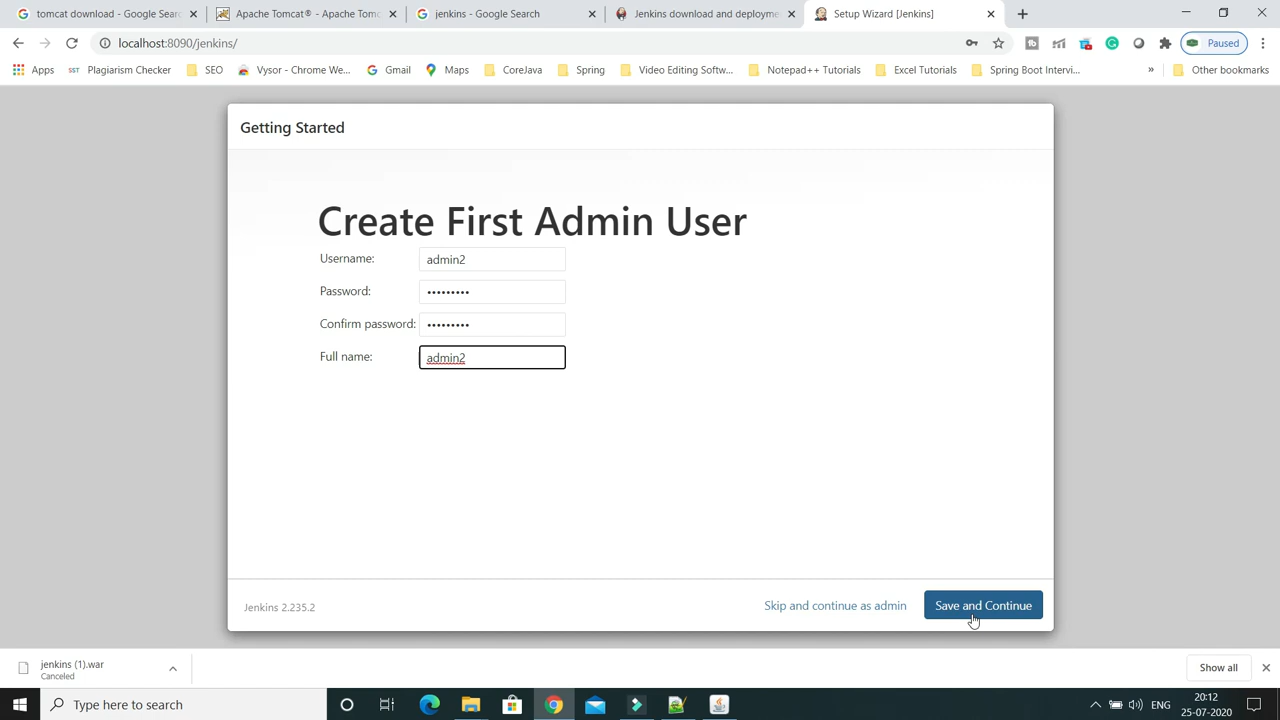 tomcat download - Google Searc
Apache Tomcat® - Apache Tomc
jenkins - Google Search
Jenkins download and deployme
Setup Wizard [Jenkins]
localhost:8090/jenkins/
Paused
Apps
SST
Plagiarism Checker
SEO
Vysor - Chrome We...
Gmail
Maps
CoreJava
Spring
Video Editing Softw...
Notepad++ Tutorials
Excel Tutorials
Spring Boot Intervi...
»
Other bookmarks
Getting Started
Create First Admin User
Username: admin2
Password: •••••••••
Confirm password: •••••••••
Full name: admin2
Jenkins 2.235.2
Skip and continue as admin
Save and Continue
jenkins (1).war
Canceled
Show all
Type here to search
ENG
20:12
25-07-2020